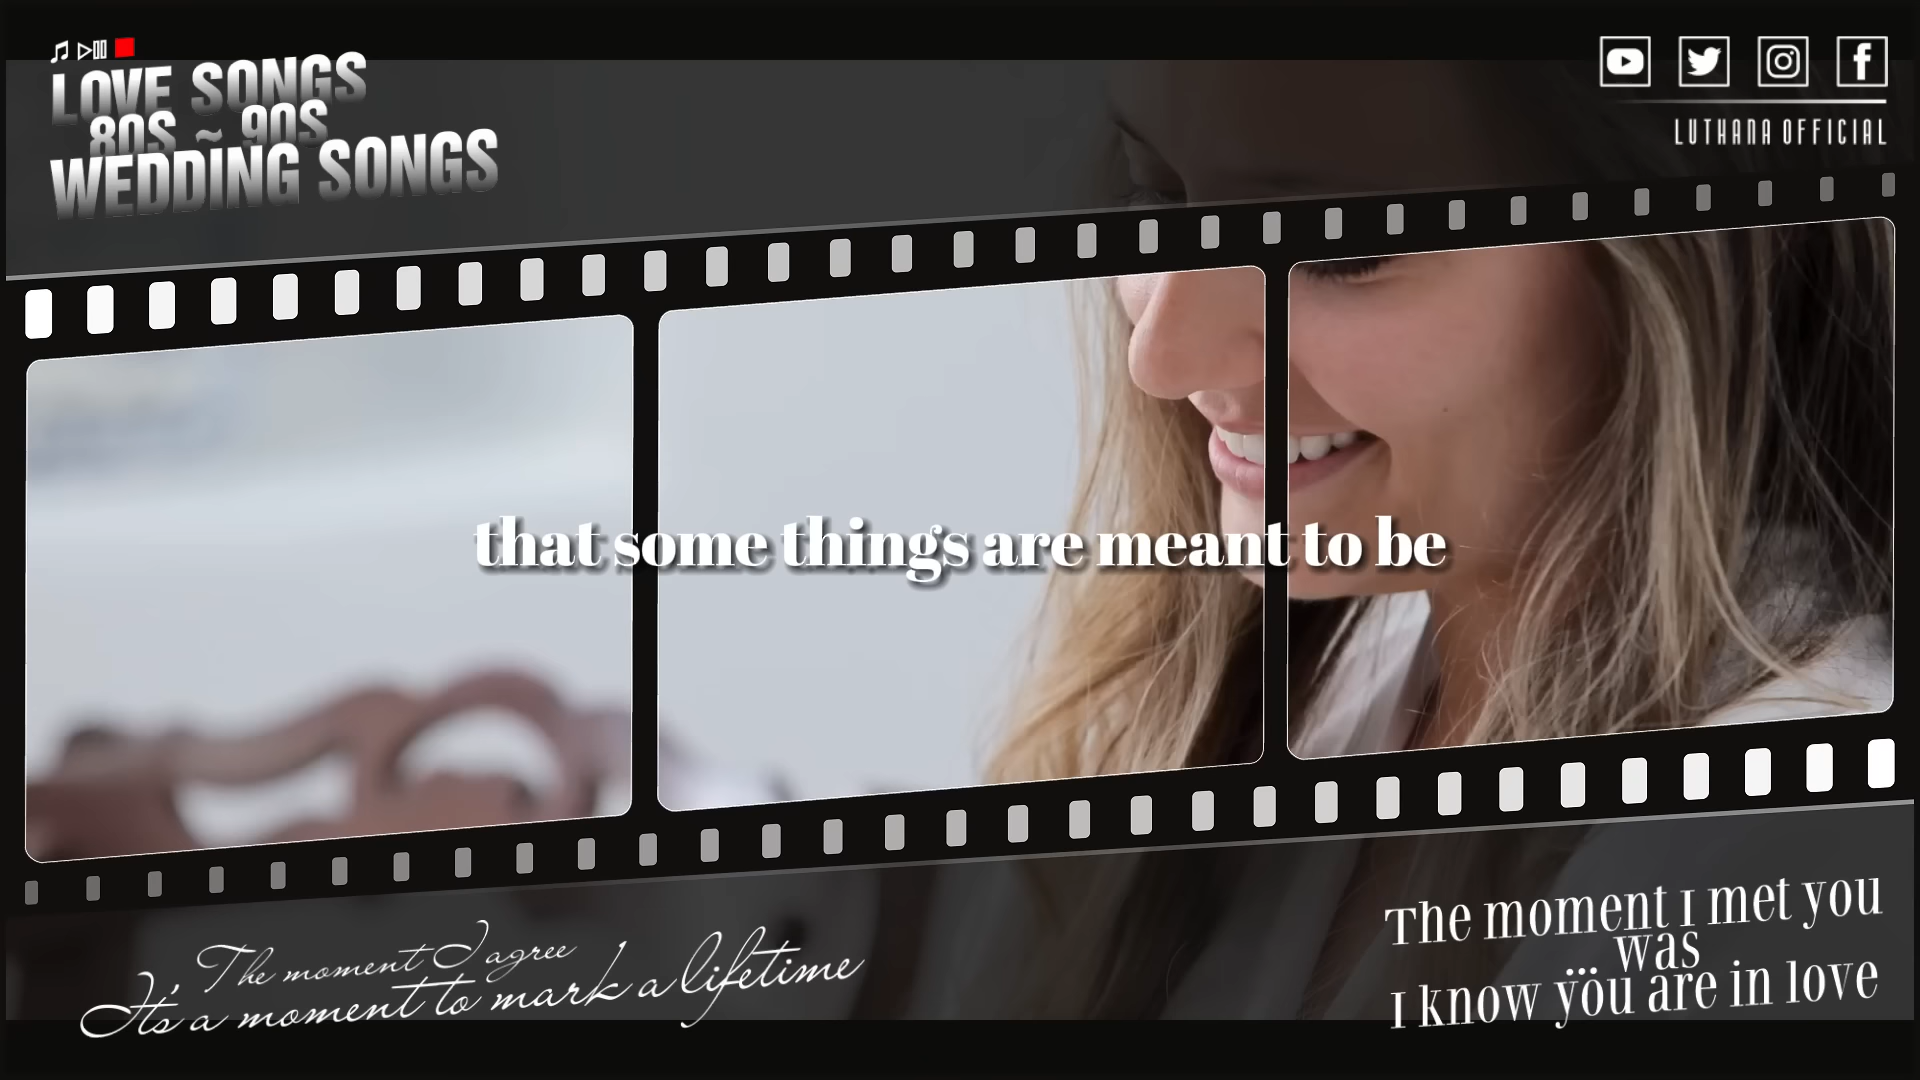 LOVE SONGS
80S ~ 90S
WEDDING SONGS
LUTHANA OFFICIAL
that some things are meant to be
The moment I agree
It's a moment to mark a lifetime
The moment I met you
was
I know you are in love